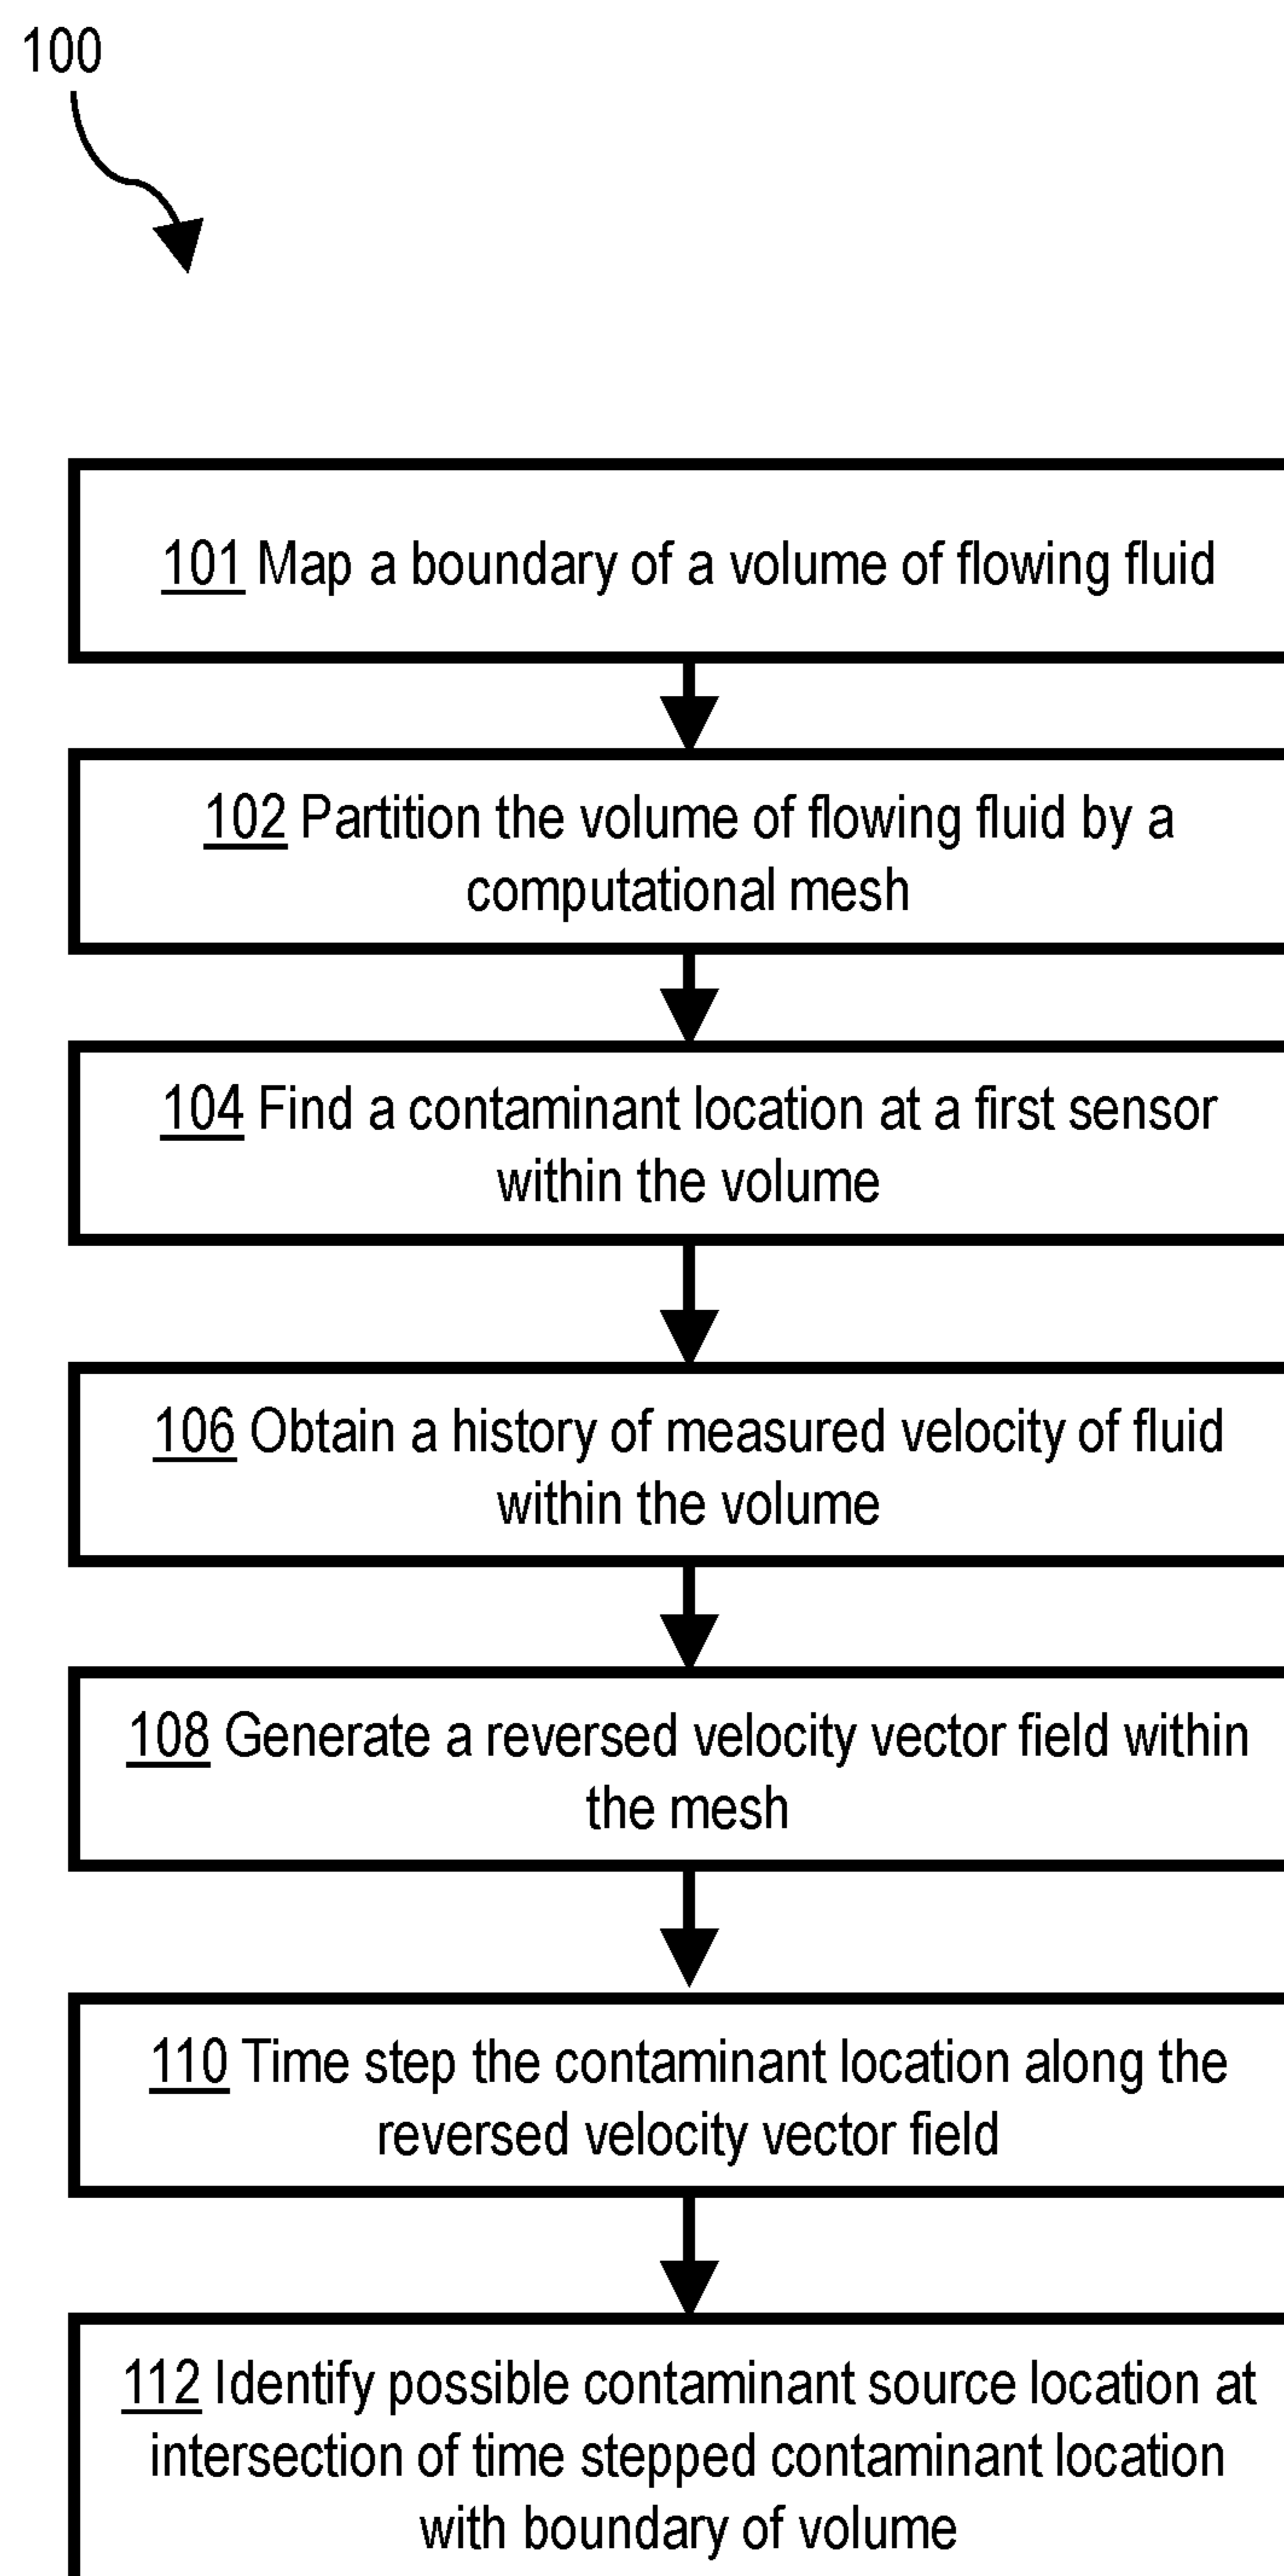 100
101 Map a boundary of a volume of flowing fluid
102 Partition the volume of flowing fluid by a
computational mesh
104 Find a contaminant location at a first sensor
within the volume
106 Obtain a history of measured velocity of fluid
within the volume
108 Generate a reversed velocity vector field within
the mesh
110 Time step the contaminant location along the
reversed velocity vector field
112 Identify possible contaminant source location at
intersection of time stepped contaminant location
with boundary of volume